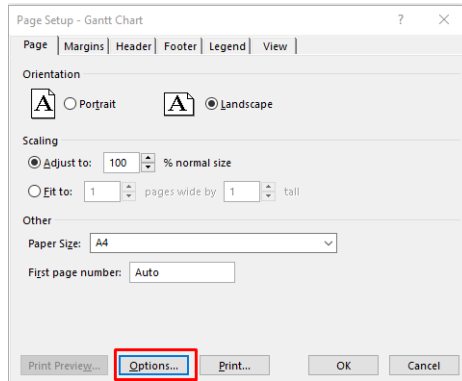 Page Setup - Gantt Chart ? ×
Page Margins Header Footer Legend View
Orientation
A Portrait A Landscape
Scaling
Adjust to: 100 % normal size
Fit to: 1 pages wide by 1 tall
Other
Paper Size: A4
First page number: Auto
Print Preview... Options... Print... OK Cancel